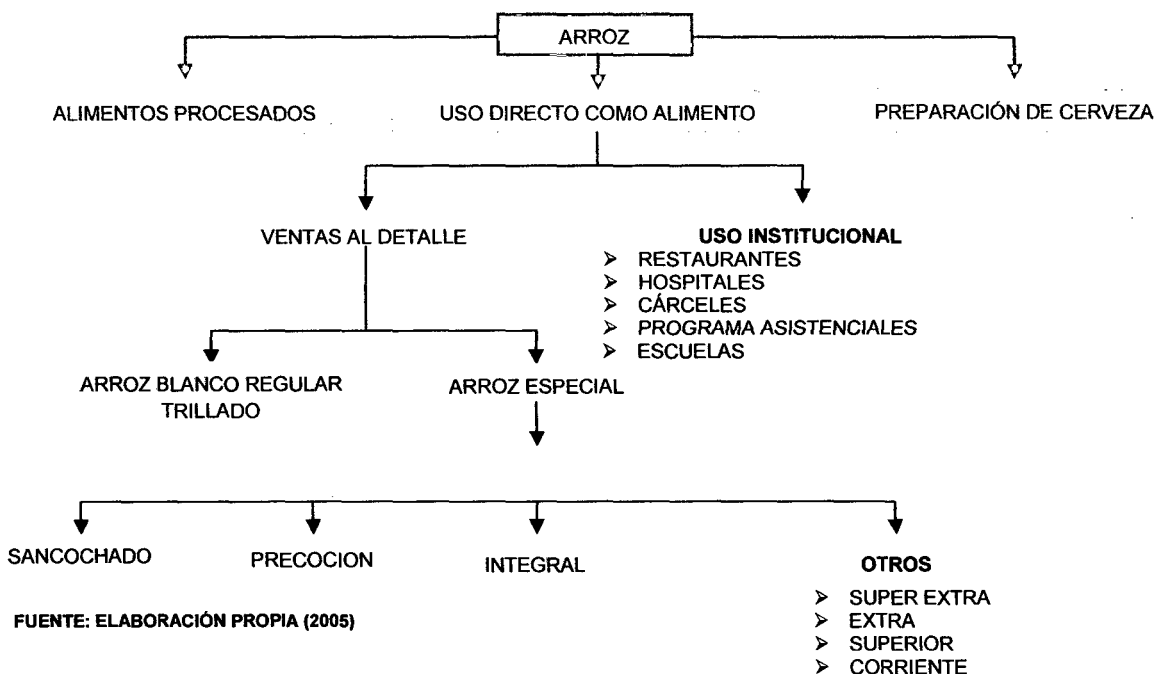 ARROZ
ALIMENTOS PROCESADOS
USO DIRECTO COMO ALIMENTO
PREPARACIÓN DE CERVEZA
VENTAS AL DETALLE
USO INSTITUCIONAL
➢ RESTAURANTES
➢ HOSPITALES
➢ CÁRCELES
➢ PROGRAMA ASISTENCIALES
➢ ESCUELAS
ARROZ BLANCO REGULAR
TRILLADO
ARROZ ESPECIAL
SANCOCHADO
PRECOCION
INTEGRAL
OTROS
➢ SUPER EXTRA
➢ EXTRA
➢ SUPERIOR
➢ CORRIENTE
FUENTE: ELABORACIÓN PROPIA (2005)